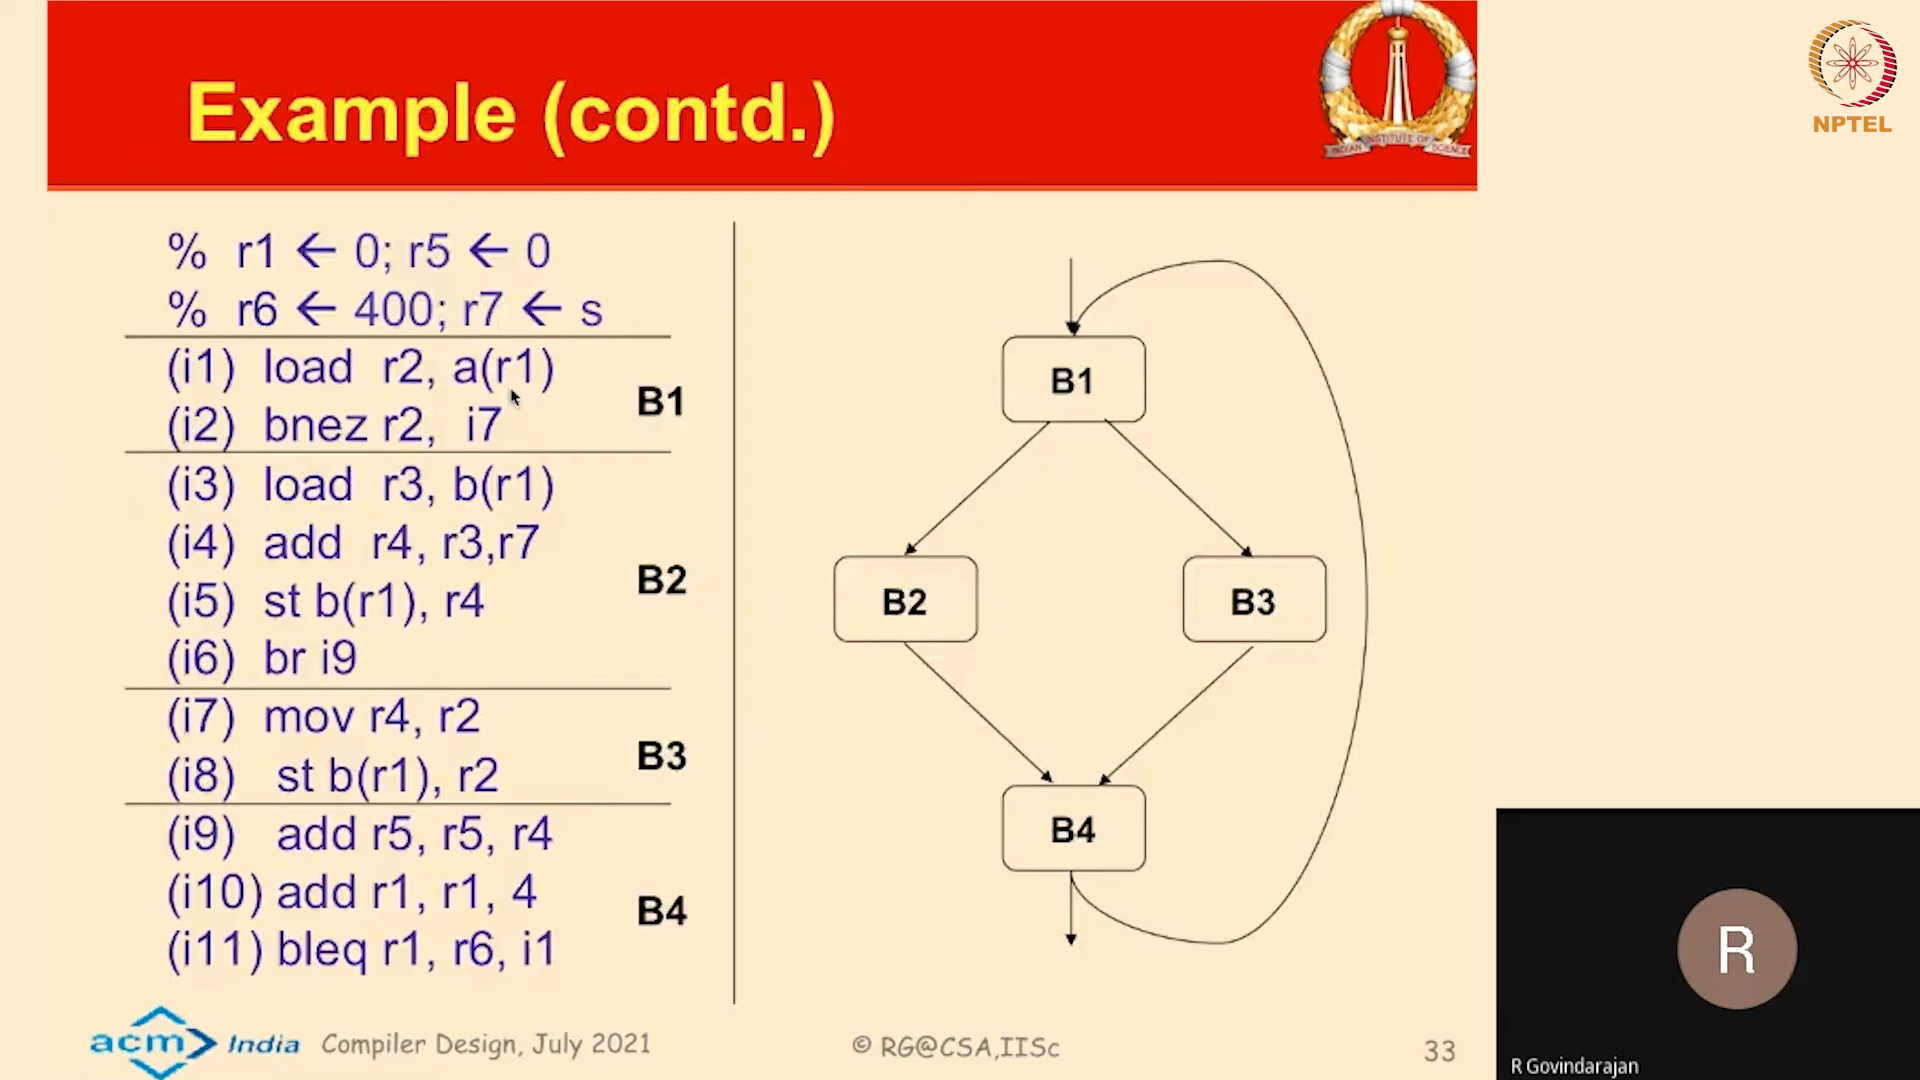 Example (contd.)
INDIAN INSTITUTE OF SCIENCE
NPTEL
% r1 ← 0; r5 ← 0
% r6 ← 400; r7 ← s
(i1) load r2, a(r1)
(i2) bnez r2, i7
B1
(i3) load r3, b(r1)
(i4) add r4, r3,r7
(i5) st b(r1), r4
(i6) br i9
B2
(i7) mov r4, r2
(i8) st b(r1), r2
B3
(i9) add r5, r5, r4
(i10) add r1, r1, 4
(i11) bleq r1, r6, i1
B4
B1
B2
B3
B4
acm India
Compiler Design, July 2021
© RG@CSA,IISc
33
R
R Govindarajan